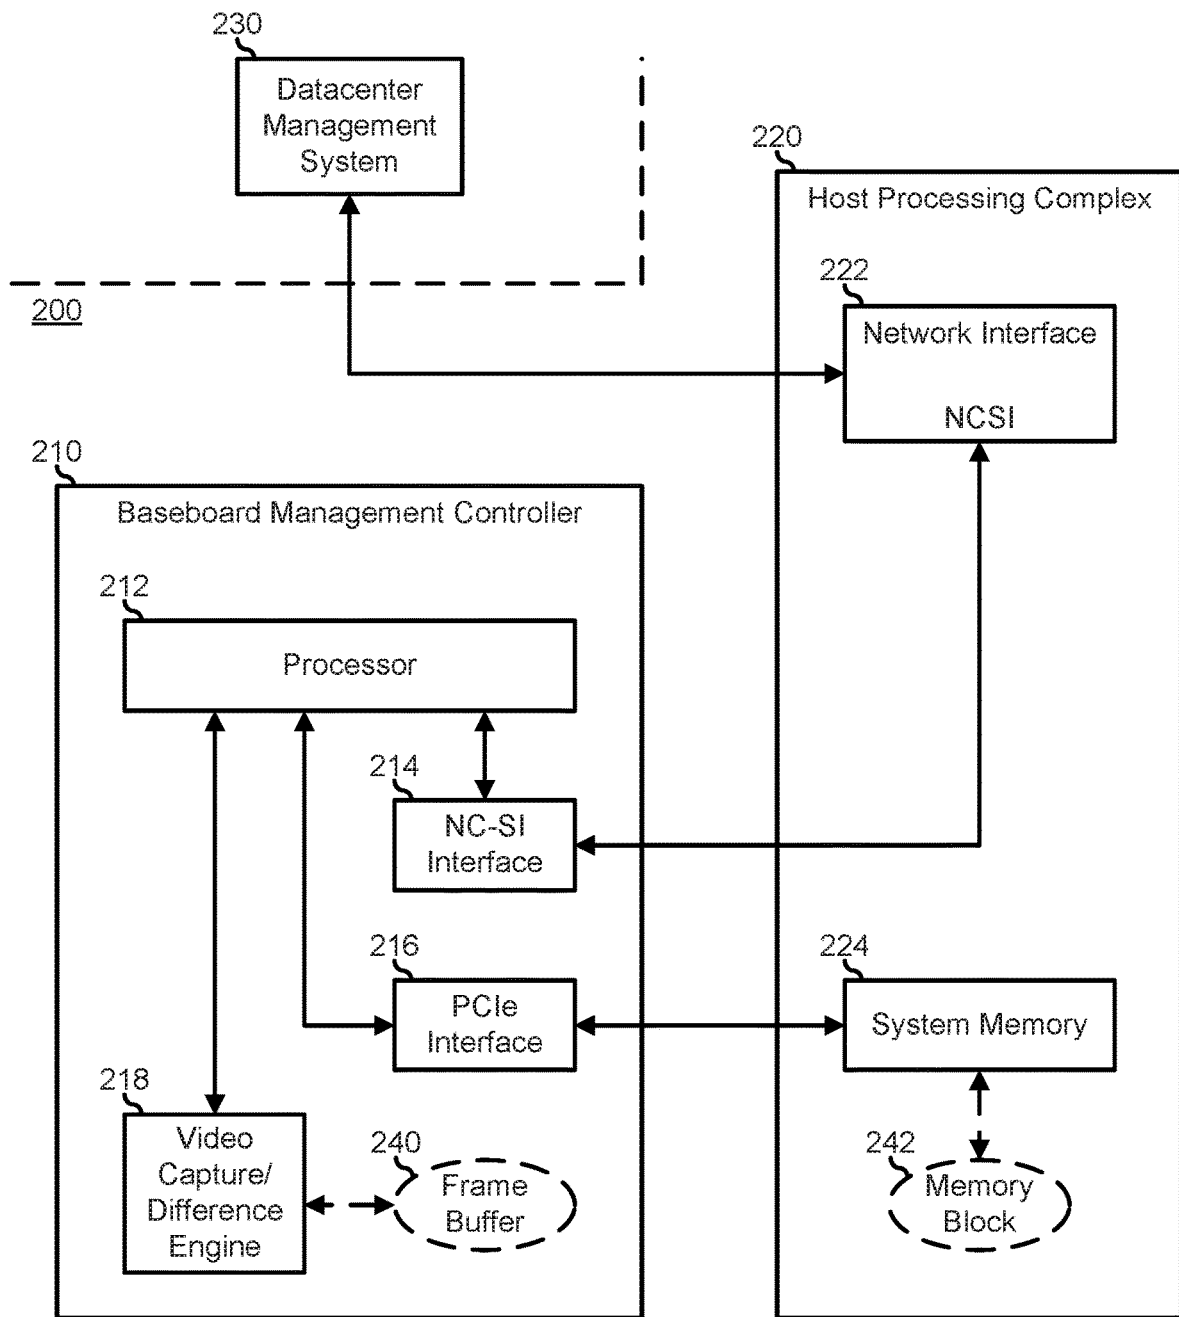 230
Datacenter
Management
System
200
220
Host Processing Complex
222
Network Interface
NCSI
210
Baseboard Management Controller
212
Processor
214
NC-SI
Interface
216
PCIe
Interface
224
System Memory
218
Video
Capture/
Difference
Engine
240
Frame
Buffer
242
Memory
Block